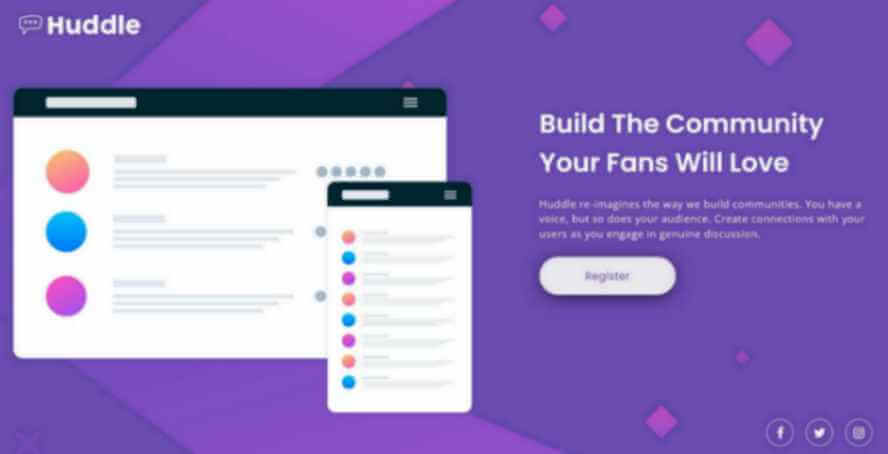 Huddle
Build The Community
Your Fans Will Love
Huddle re-imagines the way we build communities. You have a
voice, but so does your audience. Create connections with your
users as you engage in genuine discussion.
Register